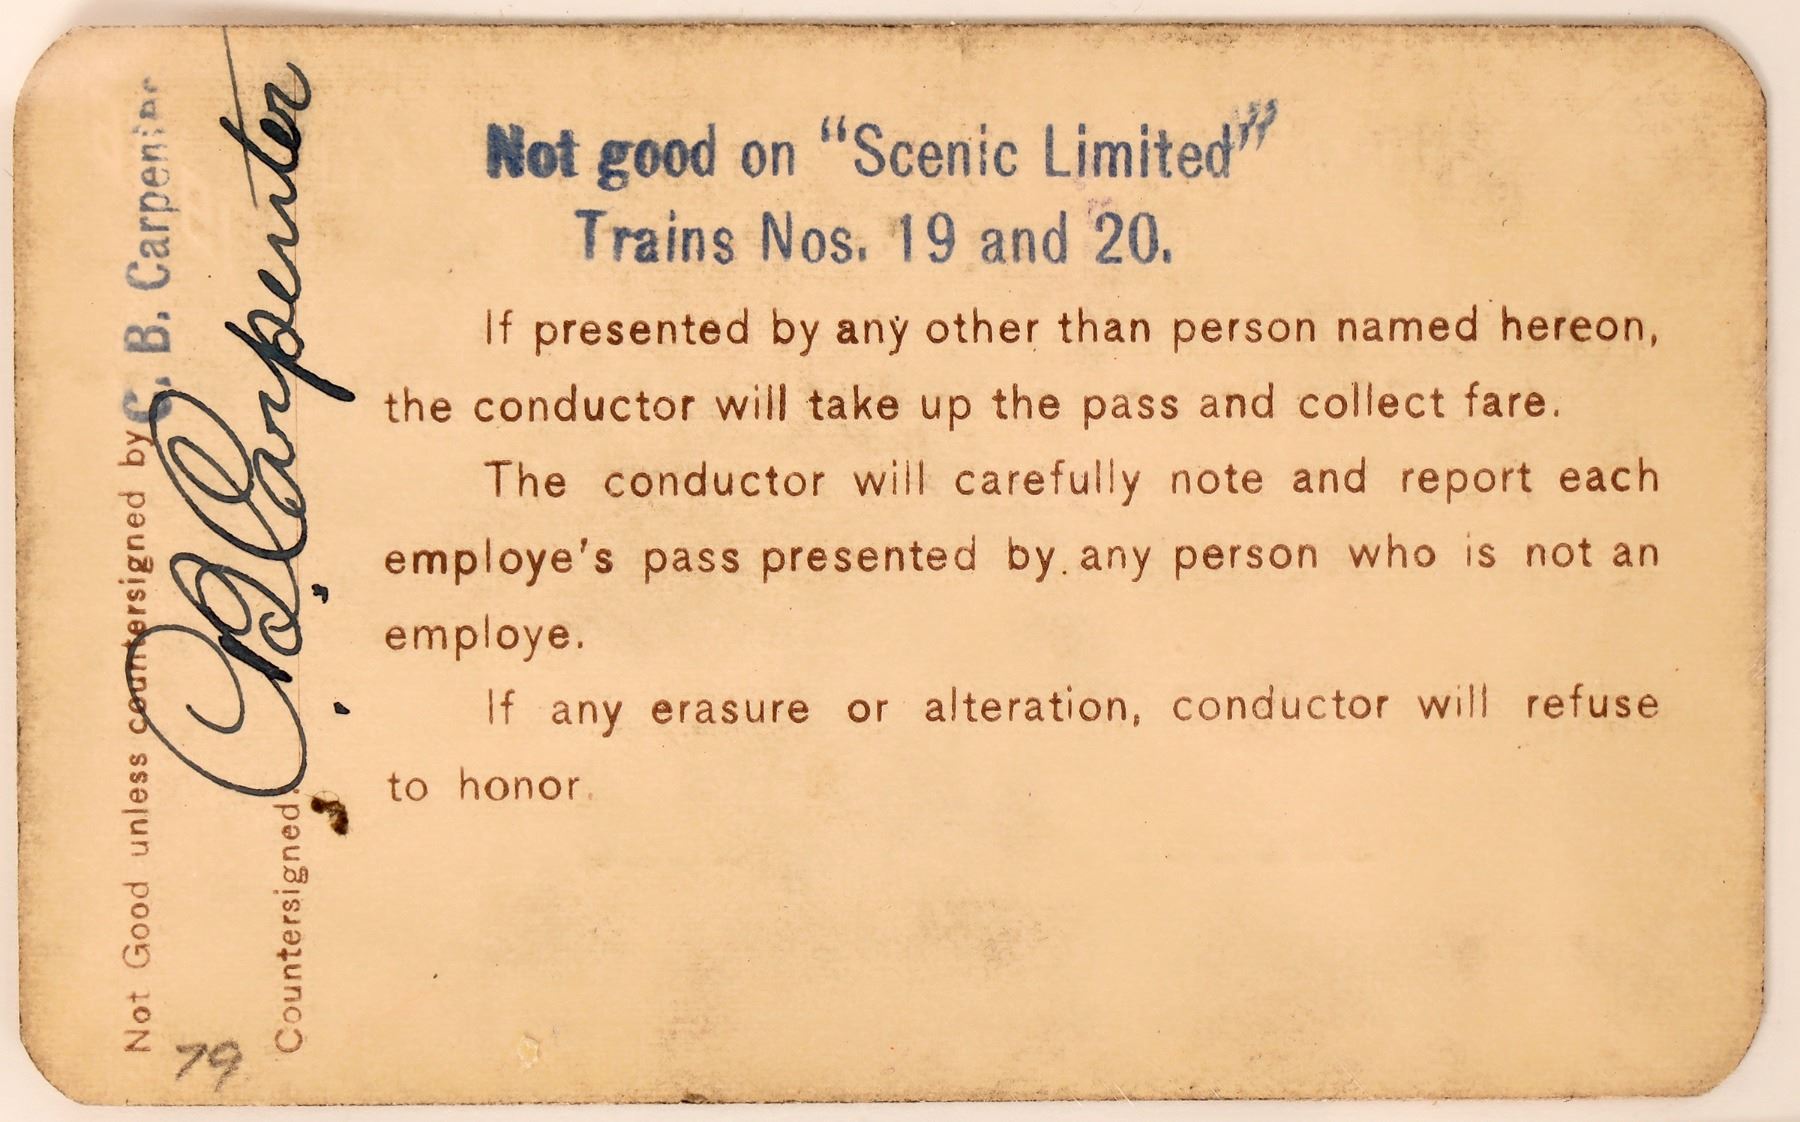 Not good on "Scenic Limited"
Trains Nos. 19 and 20.
If presented by any other than person named hereon,
the conductor will take up the pass and collect fare.
The conductor will carefully note and report each
employe's pass presented by any person who is not an
employe.
If any erasure or alteration, conductor will refuse
to honor.
Not Good unless countersigned by C. B. Carpenter
C B Carpenter
Countersigned.
79